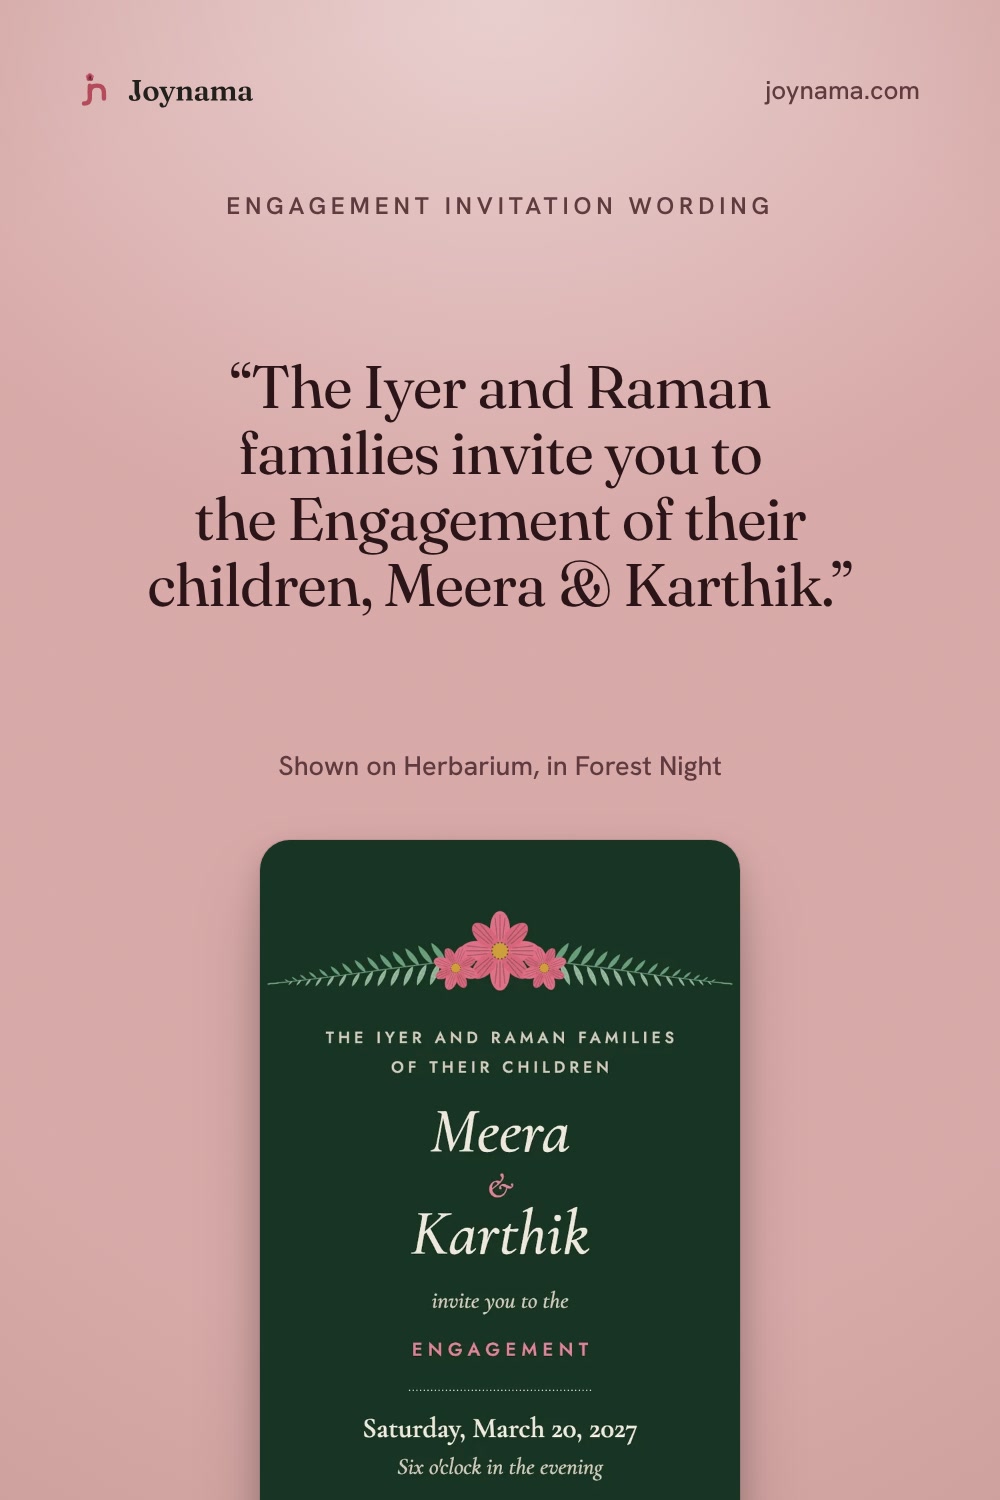 Joynama
joynama.com
ENGAGEMENT INVITATION WORDING
“The Iyer and Raman
families invite you to
the Engagement of their
children, Meera & Karthik.”
Shown on Herbarium, in Forest Night
THE IYER AND RAMAN FAMILIES
OF THEIR CHILDREN
Meera
&
Karthik
invite you to the
ENGAGEMENT
Saturday, March 20, 2027
Six o'clock in the evening